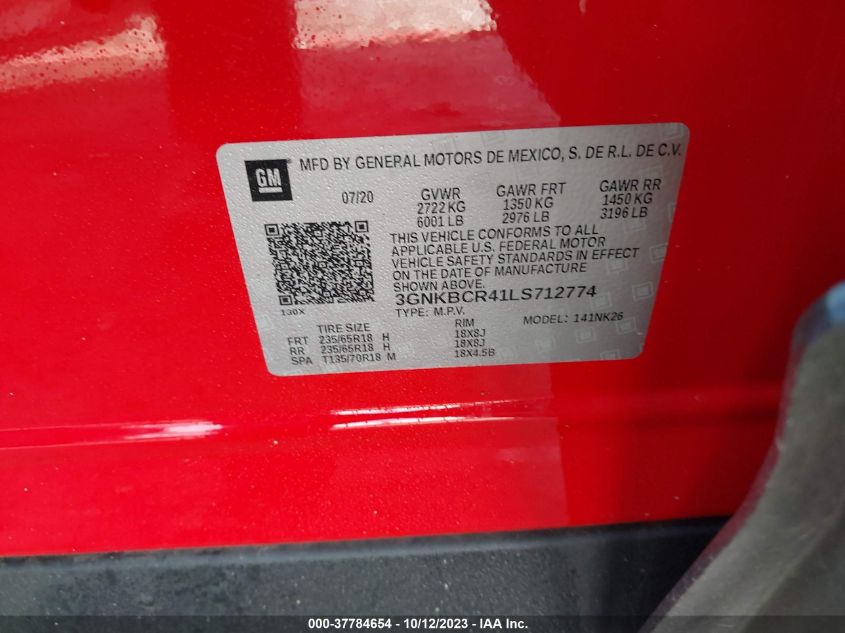 GM
MFD BY GENERAL MOTORS DE MEXICO, S. DE R.L. DE C.V.
07/20 GVWR GAWR FRT GAWR RR
2722 KG 1350 KG 1450 KG
6001 LB 2976 LB 3196 LB
THIS VEHICLE CONFORMS TO ALL
APPLICABLE U.S. FEDERAL MOTOR
VEHICLE SAFETY STANDARDS IN EFFECT
ON THE DATE OF MANUFACTURE
SHOWN ABOVE.
130X 3GNKBCR41LS712774
TYPE: M.P.V. MODEL: 141NK26
TIRE SIZE RIM
FRT 235/65R18 H 18X8J
RR 235/65R18 H 18X8J
SPA T135/70R18 M 18X4.5B
000-37784654 - 10/12/2023 - IAA Inc.